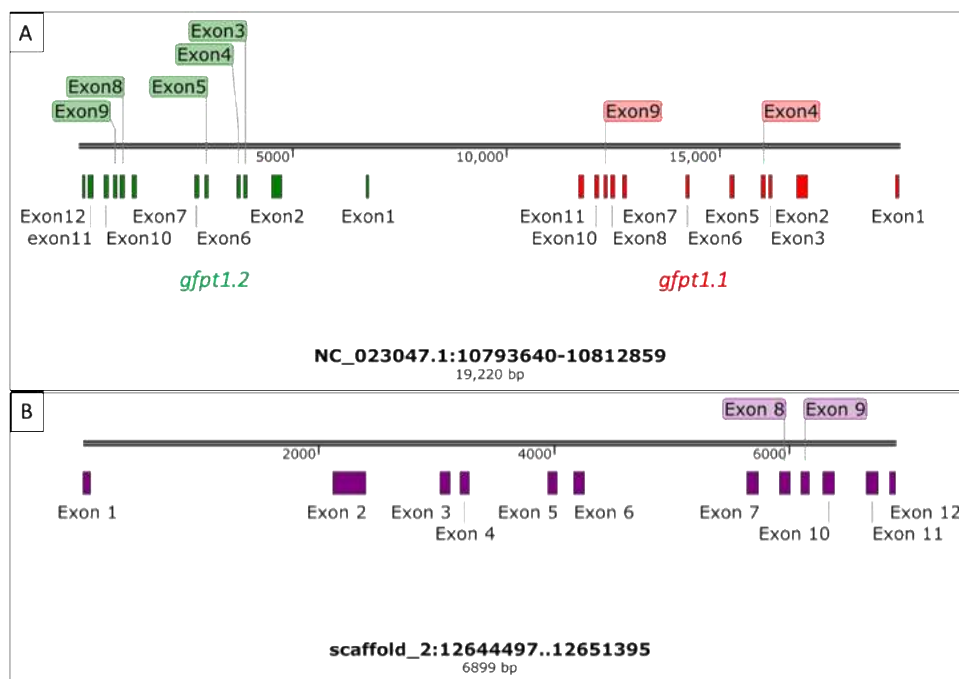 A
Exon3
Exon4
Exon8
Exon5
Exon9
Exon9
Exon4
5000
10,000
15,000
Exon12
Exon7
Exon2
Exon1
Exon11
Exon7
Exon5
Exon2
Exon1
exon11
Exon10
Exon6
Exon10
Exon8
Exon6
Exon3
gfpt1.2
gfpt1.1
NC_023047.1:10793640-10812859
19,220 bp
B
Exon 8
Exon 9
2000
4000
6000
Exon 1
Exon 2
Exon 3
Exon 5
Exon 6
Exon 7
Exon 12
Exon 4
Exon 10
Exon 11
scaffold_2:12644497..12651395
6899 bp